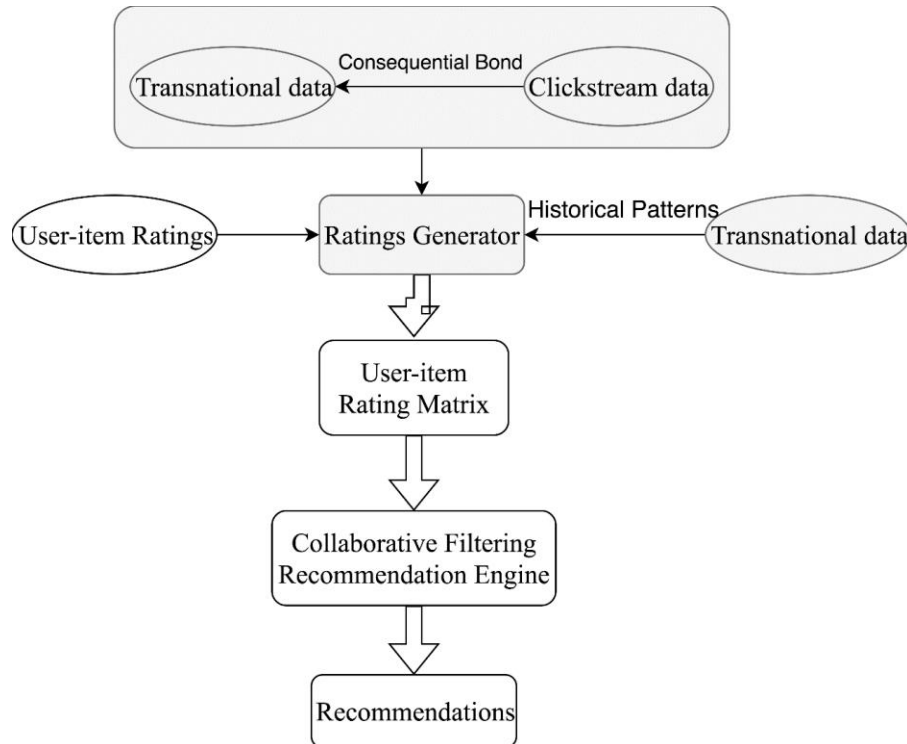 Consequential Bond
Transnational data
Clickstream data
Historical Patterns
User-item Ratings
Ratings Generator
Transnational data
User-item
Rating Matrix
Collaborative Filtering
Recommendation Engine
Recommendations